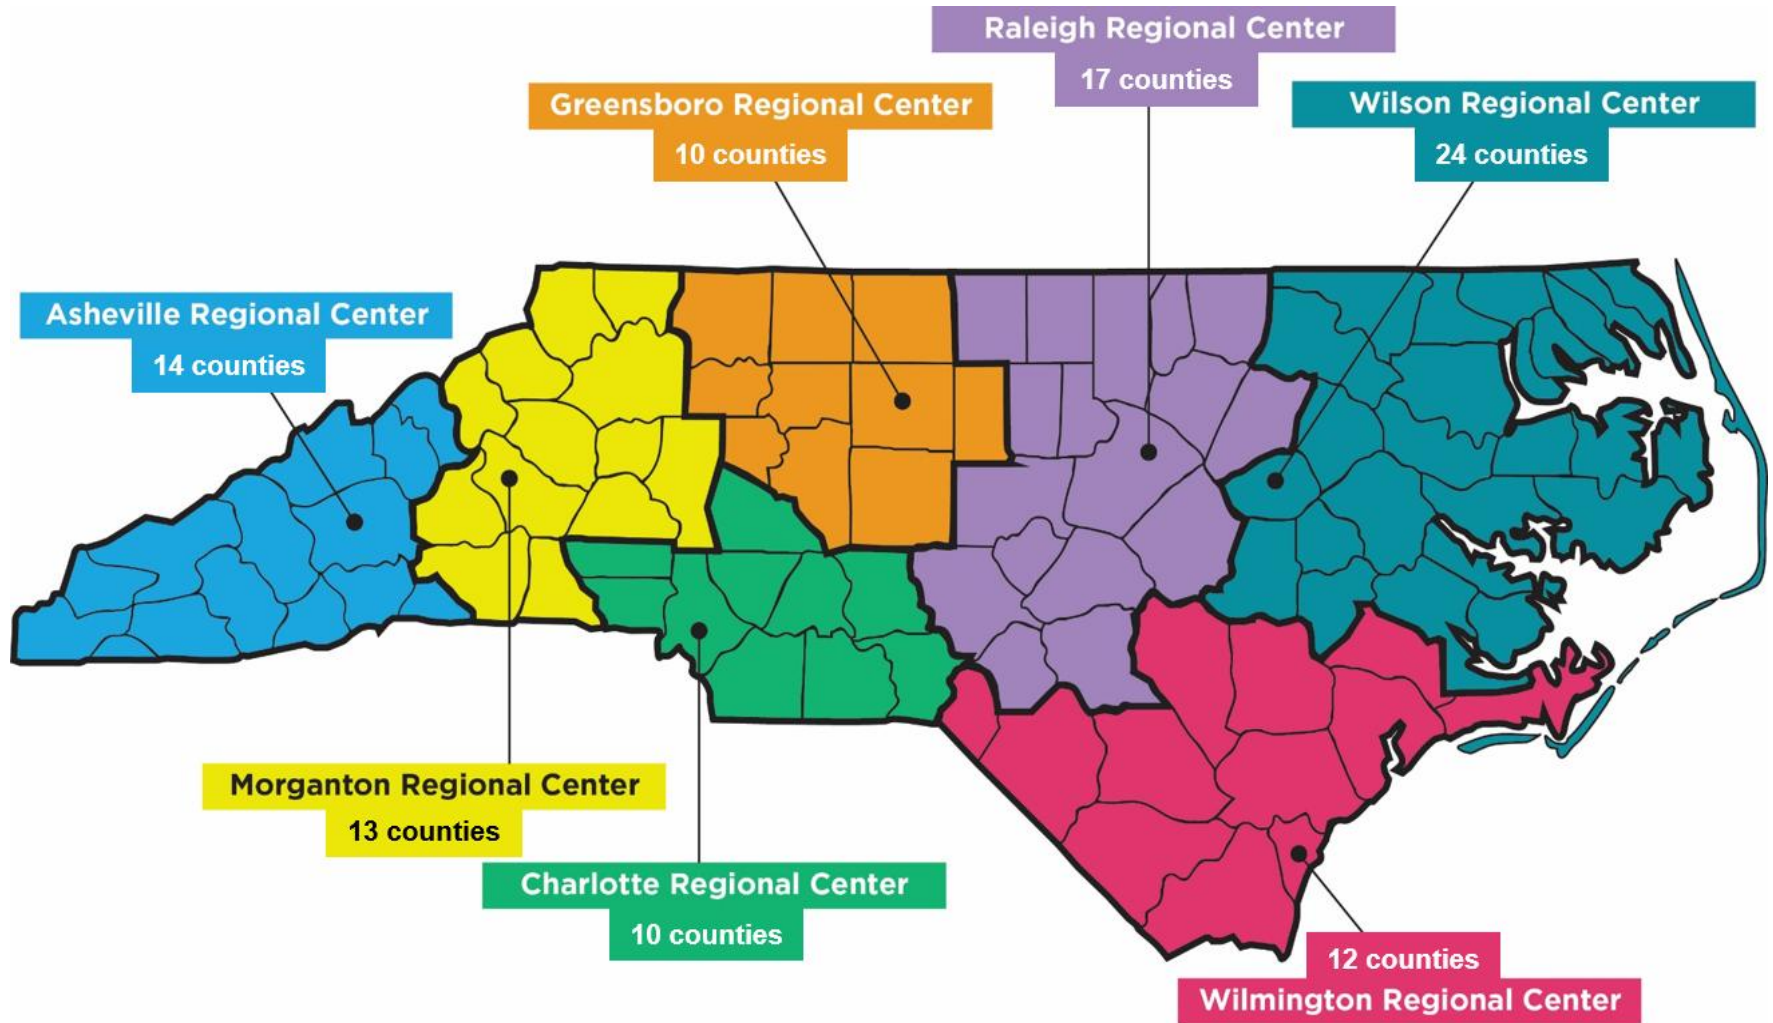 Raleigh Regional Center
17 counties
Greensboro Regional Center
10 counties
Wilson Regional Center
24 counties
Asheville Regional Center
14 counties
Morganton Regional Center
13 counties
Charlotte Regional Center
10 counties
12 counties
Wilmington Regional Center